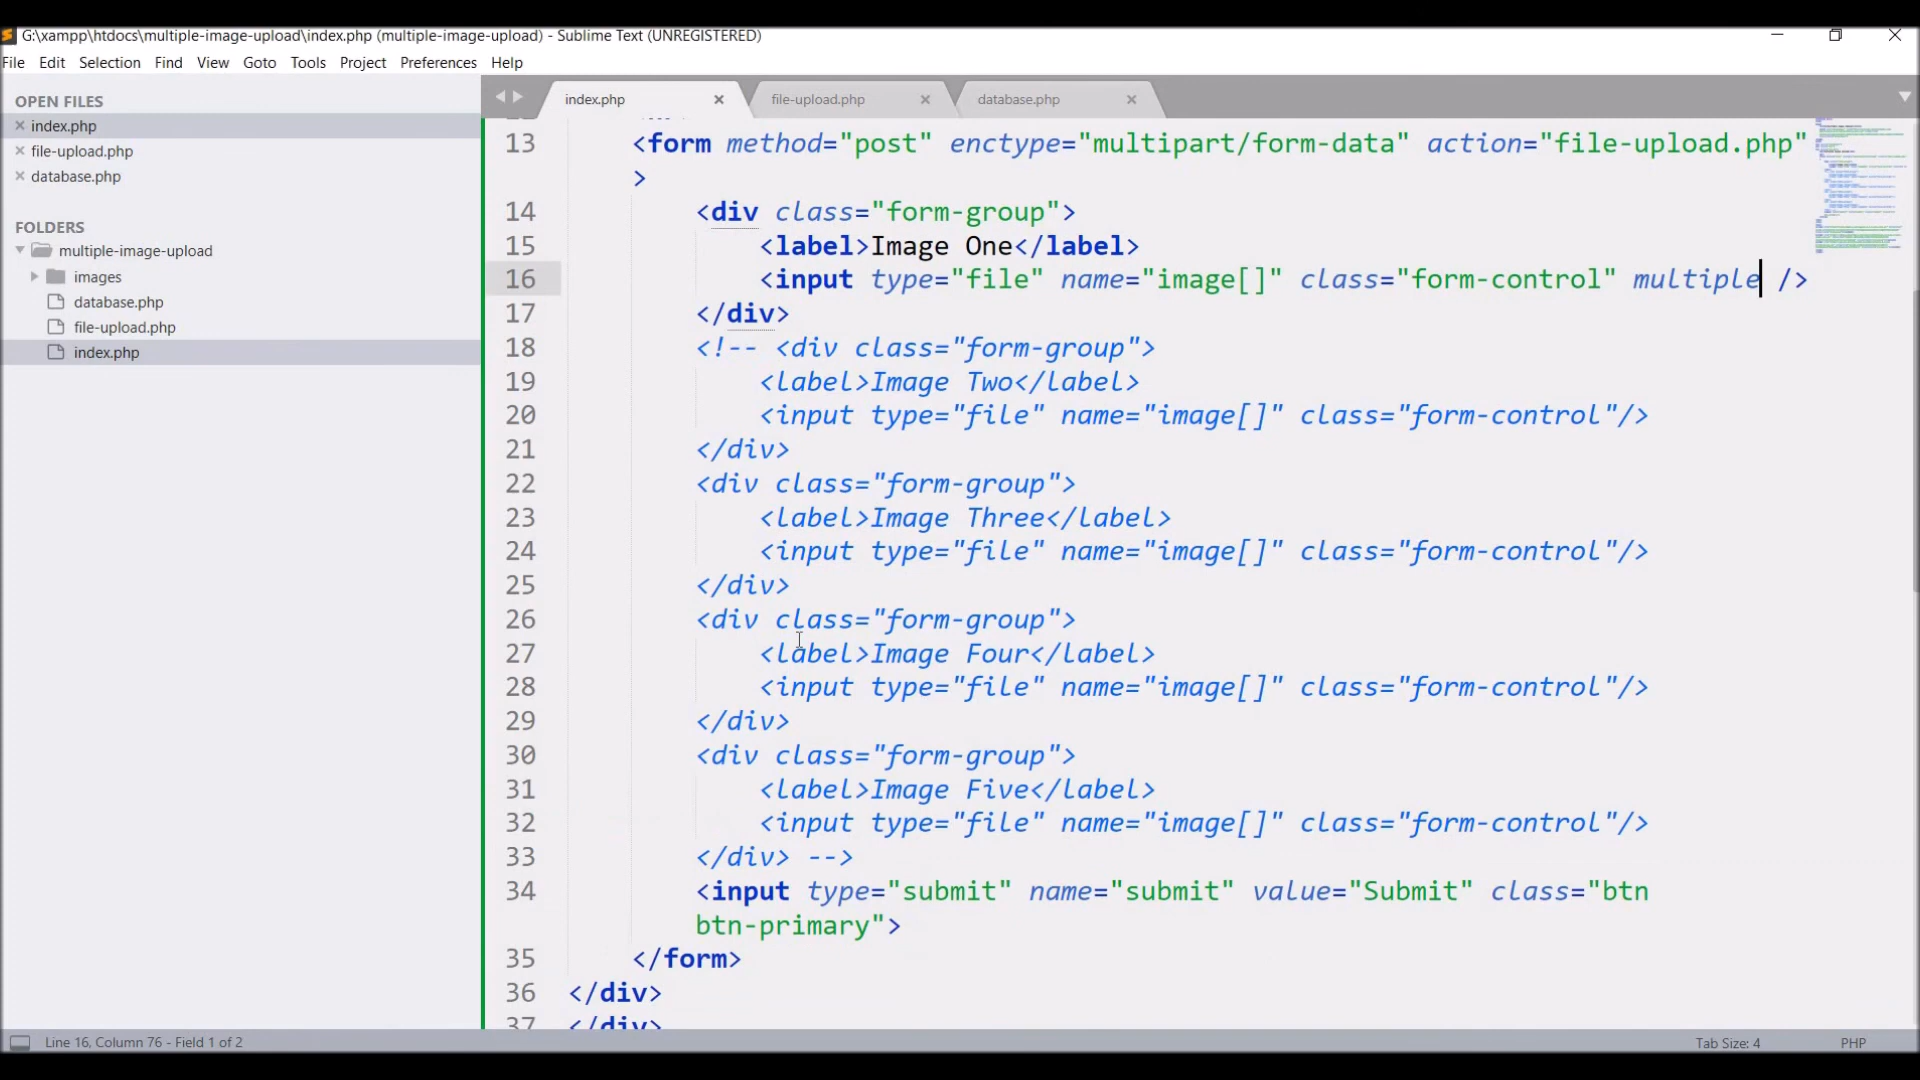 G:\xampp\htdocs\multiple-image-upload\index.php (multiple-image-upload) - Sublime Text (UNREGISTERED)
File Edit Selection Find View Goto Tools Project Preferences Help
OPEN FILES
index.php
file-upload.php
database.php
FOLDERS
multiple-image-upload
images
database.php
file-upload.php
index.php
index.php file-upload.php database.php
13 <form method="post" enctype="multipart/form-data" action="file-upload.php"
>
14 <div class="form-group">
15 <label>Image One</label>
16 <input type="file" name="image[]" class="form-control" multiple />
17 </div>
18 <!-- <div class="form-group">
19 <label>Image Two</label>
20 <input type="file" name="image[]" class="form-control"/>
21 </div>
22 <div class="form-group">
23 <label>Image Three</label>
24 <input type="file" name="image[]" class="form-control"/>
25 </div>
26 <div class="form-group">
27 <label>Image Four</label>
28 <input type="file" name="image[]" class="form-control"/>
29 </div>
30 <div class="form-group">
31 <label>Image Five</label>
32 <input type="file" name="image[]" class="form-control"/>
33 </div> -->
34 <input type="submit" name="submit" value="Submit" class="btn
btn-primary">
35 </form>
36 </div>
37 </div>
Line 16, Column 76 - Field 1 of 2
Tab Size: 4
PHP